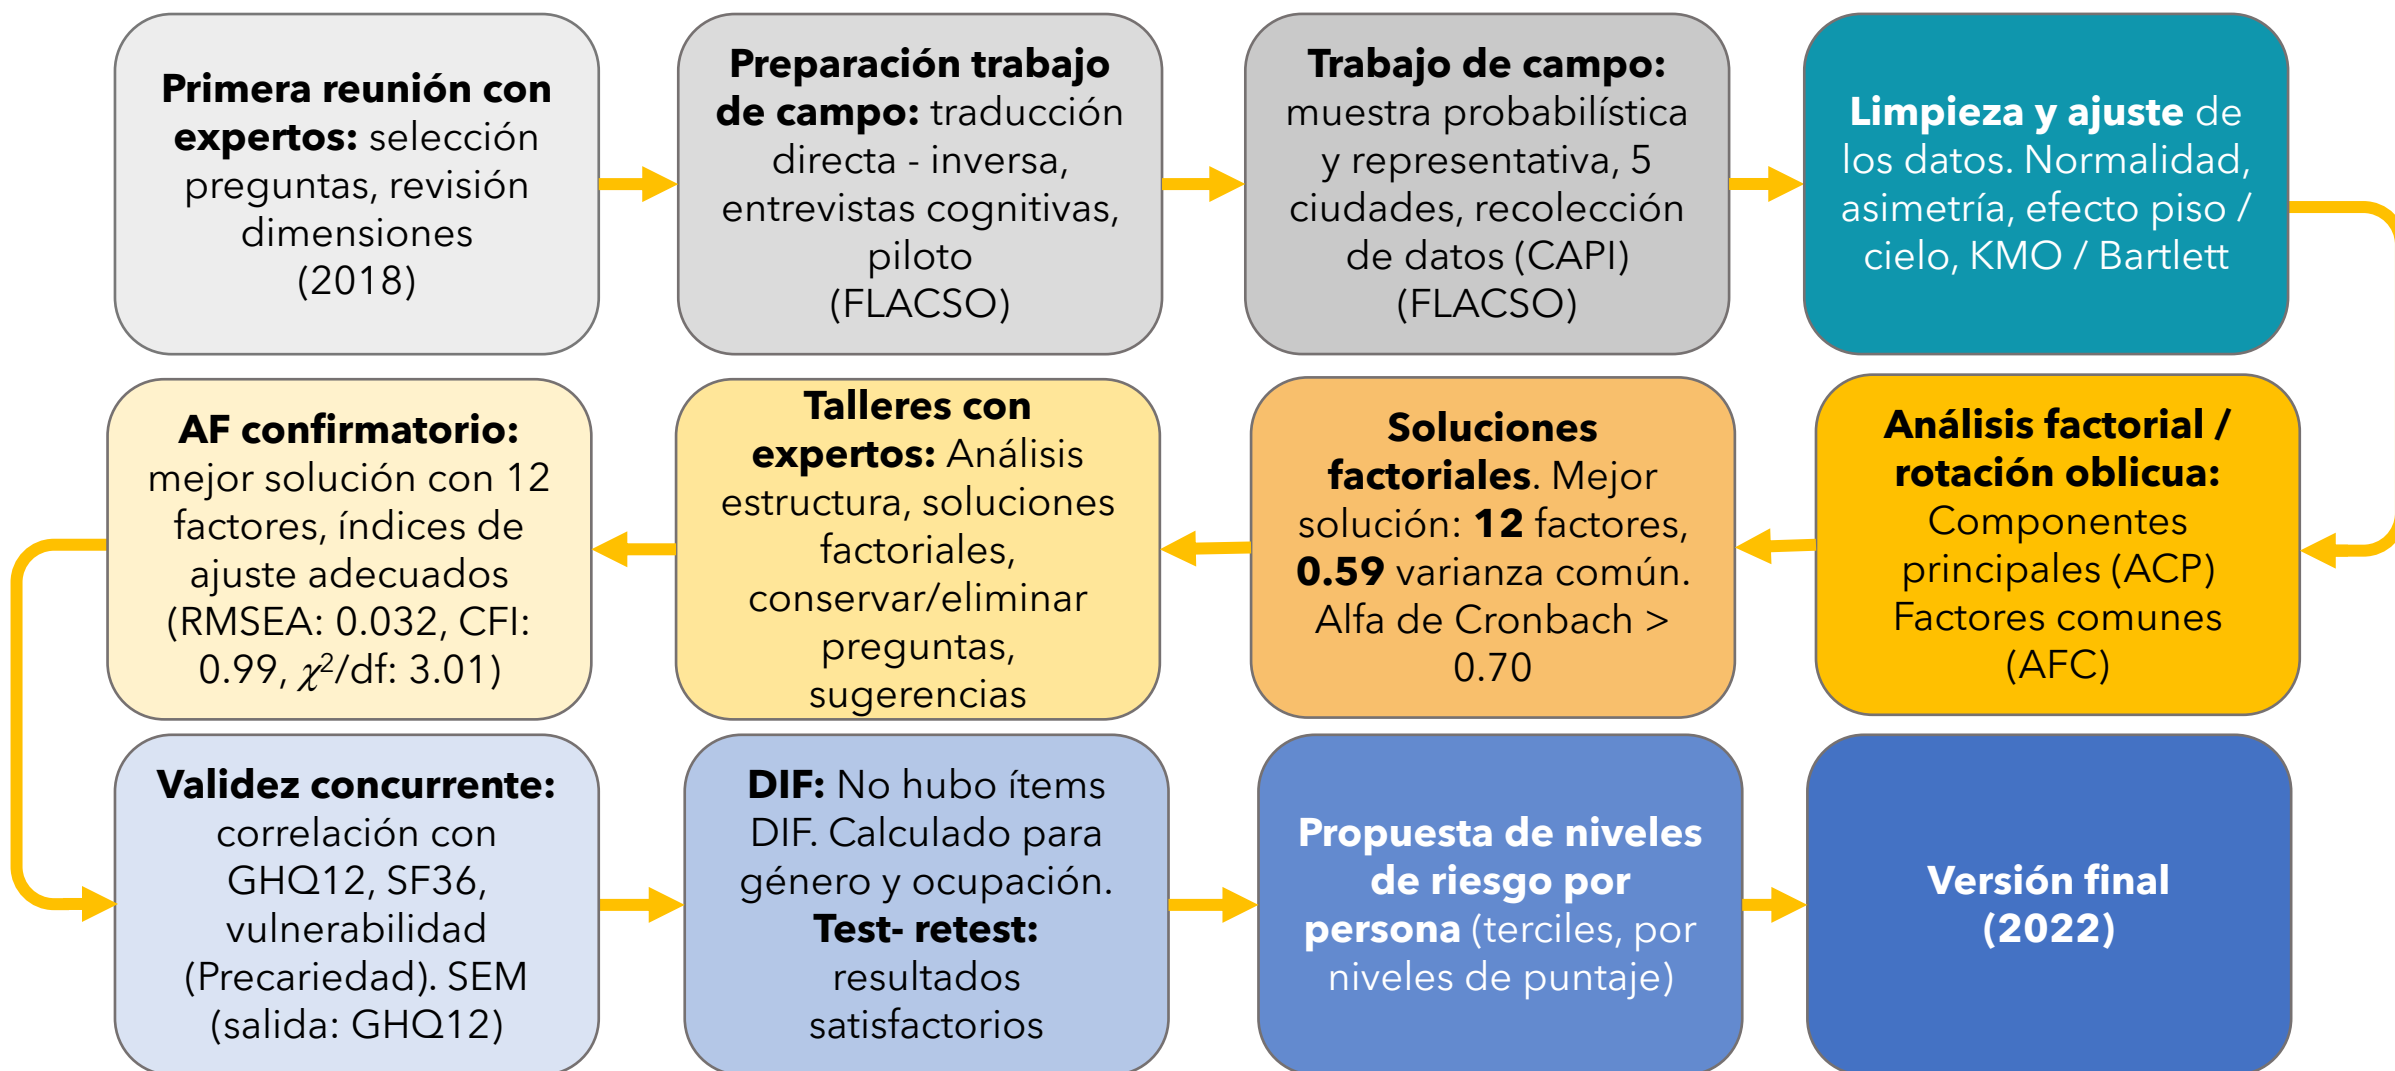 Primera reunión con
expertos: selección
preguntas, revisión
dimensiones
(2018)
Preparación trabajo
de campo: traducción
directa - inversa,
entrevistas cognitivas,
piloto
(FLACSO)
Trabajo de campo:
muestra probabilística
y representativa, 5
ciudades, recolección
de datos (CAPI)
(FLACSO)
Limpieza y ajuste de
los datos. Normalidad,
asimetría, efecto piso /
cielo, KMO / Bartlett
Análisis factorial /
rotación oblicua:
Componentes
principales (ACP)
Factores comunes
(AFC)
Soluciones
factoriales. Mejor
solución: 12 factores,
0.59 varianza común.
Alfa de Cronbach >
0.70
Talleres con
expertos: Análisis
estructura, soluciones
factoriales,
conservar/eliminar
preguntas,
sugerencias
AF confirmatorio:
mejor solución con 12
factores, índices de
ajuste adecuados
(RMSEA: 0.032, CFI:
0.99, χ²/df: 3.01)
Validez concurrente:
correlación con
GHQ12, SF36,
vulnerabilidad
(Precariedad). SEM
(salida: GHQ12)
DIF: No hubo ítems
DIF. Calculado para
género y ocupación.
Test- retest:
resultados
satisfactorios
Propuesta de niveles
de riesgo por
persona (terciles, por
niveles de puntaje)
Versión final
(2022)